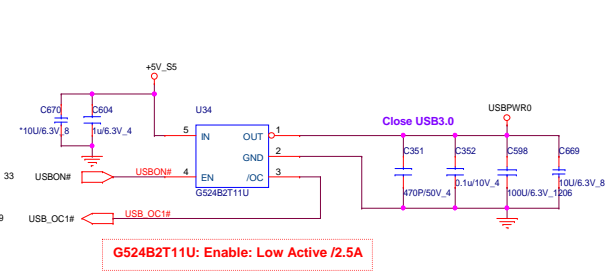 +5V_S5
C670
C604
*10U/6.3V_8
1u/6.3V_4
U34
5
IN
OUT
1
GND
2
4
EN
/OC
3
G524B2T11U
33
USBON#
USBON#
9
USB_OC1#
USB_OC1#
Close USB3.0
USBPWR0
C351
C352
C598
C669
470P/50V_4
0.1u/10V_4
100U/6.3V_1206
10U/6.3V_8
G524B2T11U: Enable: Low Active /2.5A